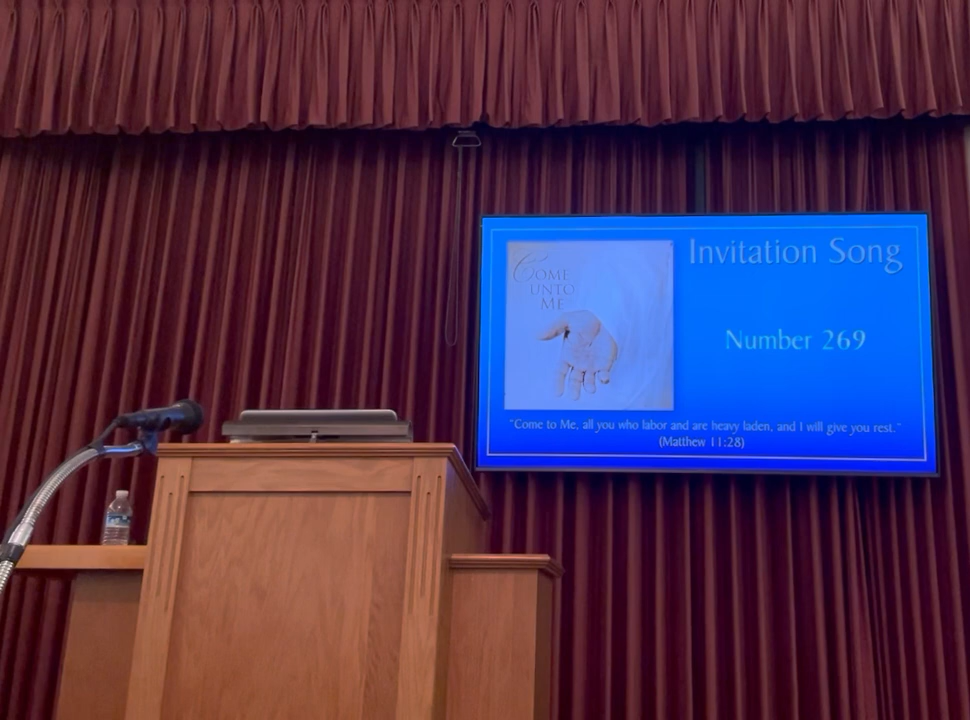 Invitation Song
COME
UNTO
ME
Number 269
"Come to Me, all you who labor and are heavy laden, and I will give you rest."
(Matthew 11:28)